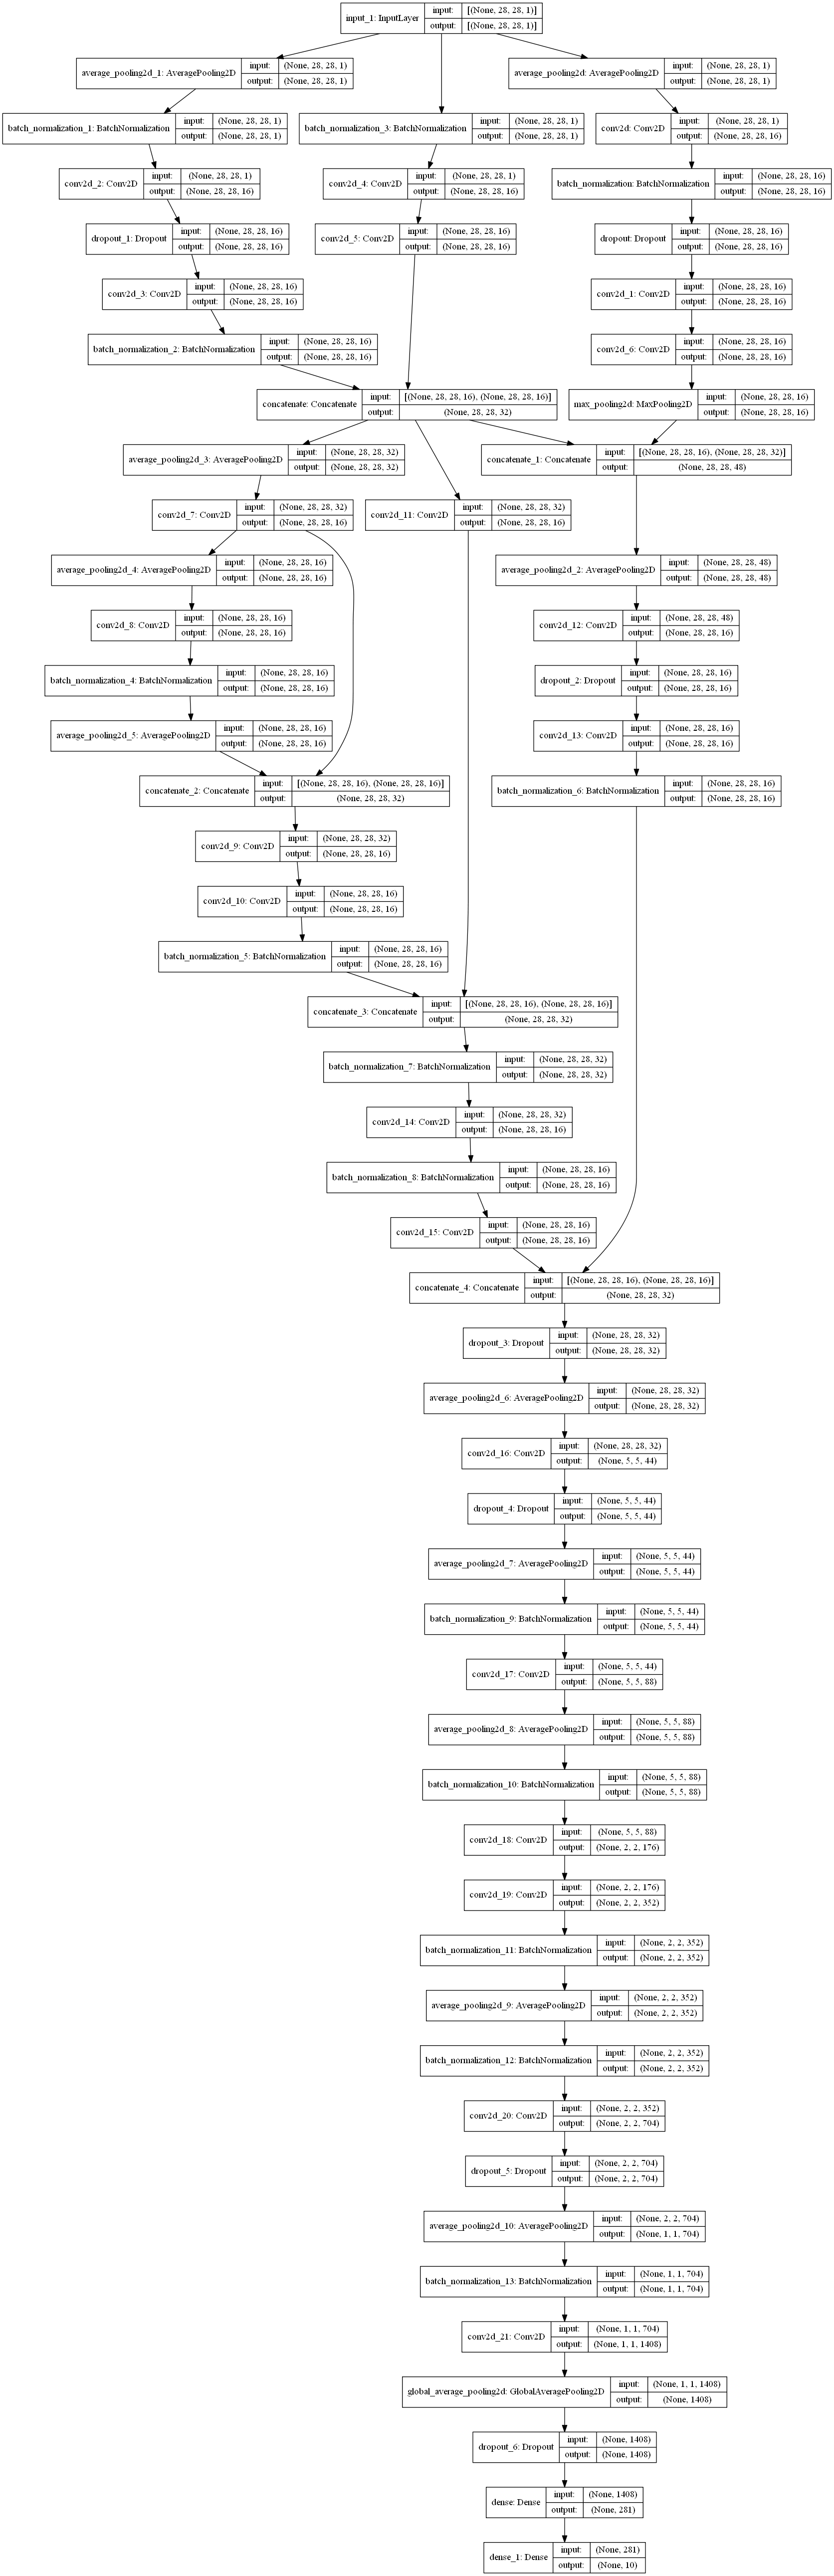 input_1: InputLayer input: [(None, 28, 28, 1)]
output: [(None, 28, 28, 1)]
average_pooling2d_1: AveragePooling2D input: (None, 28, 28, 1)
output: (None, 28, 28, 1)
average_pooling2d: AveragePooling2D input: (None, 28, 28, 1)
output: (None, 28, 28, 1)
batch_normalization_1: BatchNormalization input: (None, 28, 28, 1)
output: (None, 28, 28, 1)
batch_normalization_3: BatchNormalization input: (None, 28, 28, 1)
output: (None, 28, 28, 1)
conv2d: Conv2D input: (None, 28, 28, 1)
output: (None, 28, 28, 16)
conv2d_2: Conv2D input: (None, 28, 28, 1)
output: (None, 28, 28, 16)
conv2d_4: Conv2D input: (None, 28, 28, 1)
output: (None, 28, 28, 16)
batch_normalization: BatchNormalization input: (None, 28, 28, 16)
output: (None, 28, 28, 16)
dropout_1: Dropout input: (None, 28, 28, 16)
output: (None, 28, 28, 16)
conv2d_5: Conv2D input: (None, 28, 28, 16)
output: (None, 28, 28, 16)
dropout: Dropout input: (None, 28, 28, 16)
output: (None, 28, 28, 16)
conv2d_3: Conv2D input: (None, 28, 28, 16)
output: (None, 28, 28, 16)
conv2d_1: Conv2D input: (None, 28, 28, 16)
output: (None, 28, 28, 16)
batch_normalization_2: BatchNormalization input: (None, 28, 28, 16)
output: (None, 28, 28, 16)
conv2d_6: Conv2D input: (None, 28, 28, 16)
output: (None, 28, 28, 16)
concatenate: Concatenate input: [(None, 28, 28, 16), (None, 28, 28, 16)]
output: (None, 28, 28, 32)
max_pooling2d: MaxPooling2D input: (None, 28, 28, 16)
output: (None, 28, 28, 16)
average_pooling2d_3: AveragePooling2D input: (None, 28, 28, 32)
output: (None, 28, 28, 32)
concatenate_1: Concatenate input: [(None, 28, 28, 16), (None, 28, 28, 32)]
output: (None, 28, 28, 48)
conv2d_7: Conv2D input: (None, 28, 28, 32)
output: (None, 28, 28, 16)
conv2d_11: Conv2D input: (None, 28, 28, 32)
output: (None, 28, 28, 16)
average_pooling2d_4: AveragePooling2D input: (None, 28, 28, 16)
output: (None, 28, 28, 16)
average_pooling2d_2: AveragePooling2D input: (None, 28, 28, 48)
output: (None, 28, 28, 48)
conv2d_8: Conv2D input: (None, 28, 28, 16)
output: (None, 28, 28, 16)
conv2d_12: Conv2D input: (None, 28, 28, 48)
output: (None, 28, 28, 16)
batch_normalization_4: BatchNormalization input: (None, 28, 28, 16)
output: (None, 28, 28, 16)
dropout_2: Dropout input: (None, 28, 28, 16)
output: (None, 28, 28, 16)
average_pooling2d_5: AveragePooling2D input: (None, 28, 28, 16)
output: (None, 28, 28, 16)
conv2d_13: Conv2D input: (None, 28, 28, 16)
output: (None, 28, 28, 16)
concatenate_2: Concatenate input: [(None, 28, 28, 16), (None, 28, 28, 16)]
output: (None, 28, 28, 32)
batch_normalization_6: BatchNormalization input: (None, 28, 28, 16)
output: (None, 28, 28, 16)
conv2d_9: Conv2D input: (None, 28, 28, 32)
output: (None, 28, 28, 16)
conv2d_10: Conv2D input: (None, 28, 28, 16)
output: (None, 28, 28, 16)
batch_normalization_5: BatchNormalization input: (None, 28, 28, 16)
output: (None, 28, 28, 16)
concatenate_3: Concatenate input: [(None, 28, 28, 16), (None, 28, 28, 16)]
output: (None, 28, 28, 32)
batch_normalization_7: BatchNormalization input: (None, 28, 28, 32)
output: (None, 28, 28, 32)
conv2d_14: Conv2D input: (None, 28, 28, 32)
output: (None, 28, 28, 16)
batch_normalization_8: BatchNormalization input: (None, 28, 28, 16)
output: (None, 28, 28, 16)
conv2d_15: Conv2D input: (None, 28, 28, 16)
output: (None, 28, 28, 16)
concatenate_4: Concatenate input: [(None, 28, 28, 16), (None, 28, 28, 16)]
output: (None, 28, 28, 32)
dropout_3: Dropout input: (None, 28, 28, 32)
output: (None, 28, 28, 32)
average_pooling2d_6: AveragePooling2D input: (None, 28, 28, 32)
output: (None, 28, 28, 32)
conv2d_16: Conv2D input: (None, 28, 28, 32)
output: (None, 5, 5, 44)
dropout_4: Dropout input: (None, 5, 5, 44)
output: (None, 5, 5, 44)
average_pooling2d_7: AveragePooling2D input: (None, 5, 5, 44)
output: (None, 5, 5, 44)
batch_normalization_9: BatchNormalization input: (None, 5, 5, 44)
output: (None, 5, 5, 44)
conv2d_17: Conv2D input: (None, 5, 5, 44)
output: (None, 5, 5, 88)
average_pooling2d_8: AveragePooling2D input: (None, 5, 5, 88)
output: (None, 5, 5, 88)
batch_normalization_10: BatchNormalization input: (None, 5, 5, 88)
output: (None, 5, 5, 88)
conv2d_18: Conv2D input: (None, 5, 5, 88)
output: (None, 2, 2, 176)
conv2d_19: Conv2D input: (None, 2, 2, 176)
output: (None, 2, 2, 352)
batch_normalization_11: BatchNormalization input: (None, 2, 2, 352)
output: (None, 2, 2, 352)
average_pooling2d_9: AveragePooling2D input: (None, 2, 2, 352)
output: (None, 2, 2, 352)
batch_normalization_12: BatchNormalization input: (None, 2, 2, 352)
output: (None, 2, 2, 352)
conv2d_20: Conv2D input: (None, 2, 2, 352)
output: (None, 2, 2, 704)
dropout_5: Dropout input: (None, 2, 2, 704)
output: (None, 2, 2, 704)
average_pooling2d_10: AveragePooling2D input: (None, 2, 2, 704)
output: (None, 1, 1, 704)
batch_normalization_13: BatchNormalization input: (None, 1, 1, 704)
output: (None, 1, 1, 704)
conv2d_21: Conv2D input: (None, 1, 1, 704)
output: (None, 1, 1, 1408)
global_average_pooling2d: GlobalAveragePooling2D input: (None, 1, 1, 1408)
output: (None, 1408)
dropout_6: Dropout input: (None, 1408)
output: (None, 1408)
dense: Dense input: (None, 1408)
output: (None, 281)
dense_1: Dense input: (None, 281)
output: (None, 10)